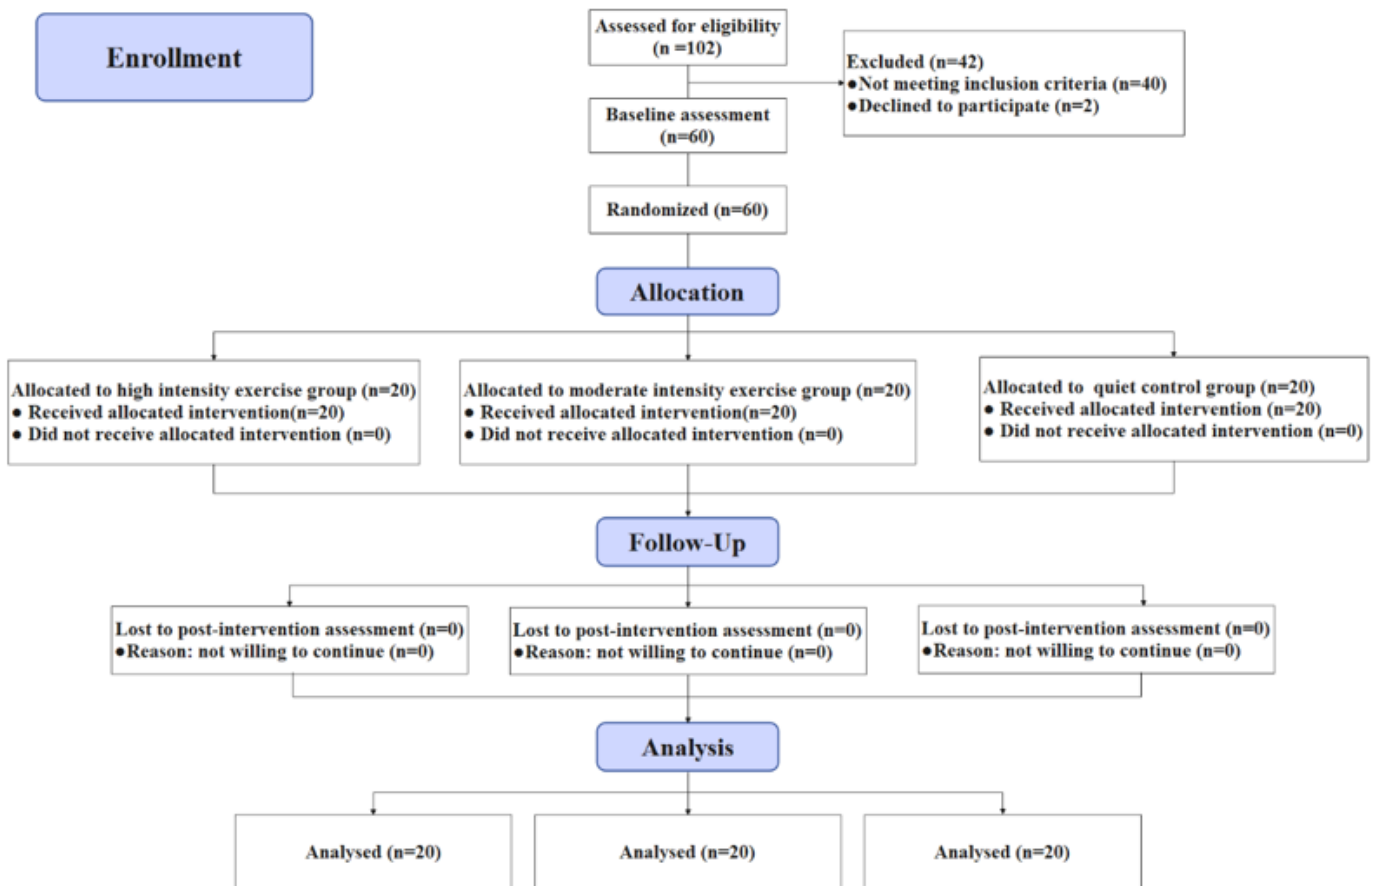 Enrollment
Assessed for eligibility
(n =102)
Excluded (n=42)
●Not meeting inclusion criteria (n=40)
●Declined to participate (n=2)
Baseline assessment
(n=60)
Randomized (n=60)
Allocation
Allocated to high intensity exercise group (n=20)
● Received allocated intervention(n=20)
● Did not receive allocated intervention (n=0)
Allocated to moderate intensity exercise group (n=20)
● Received allocated intervention(n=20)
● Did not receive allocated intervention (n=0)
Allocated to  quiet control group (n=20)
● Received allocated intervention (n=20)
● Did not receive allocated intervention (n=0)
Follow-Up
Lost to post-intervention assessment (n=0)
●Reason: not willing to continue (n=0)
Lost to post-intervention assessment (n=0)
●Reason: not willing to continue (n=0)
Lost to post-intervention assessment (n=0)
●Reason: not willing to continue (n=0)
Analysis
Analysed (n=20)
Analysed (n=20)
Analysed (n=20)